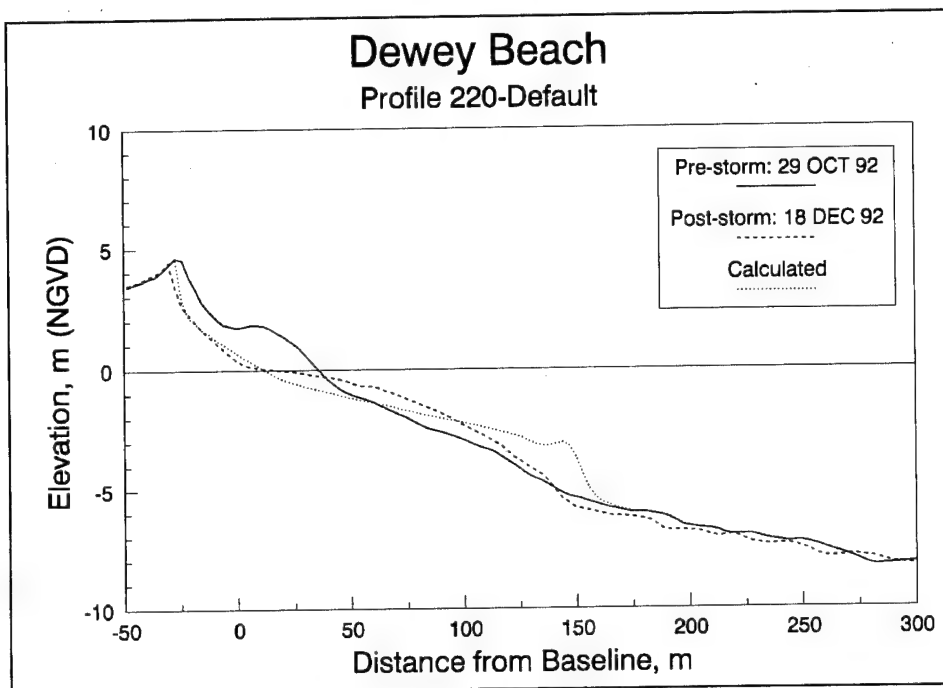 Dewey Beach
Profile 220-Default
Pre-storm: 29 OCT 92
Post-storm: 18 DEC 92
Calculated
Elevation, m (NGVD)
10
5
0
-5
-10
-50
0
50
100
150
200
250
300
Distance from Baseline, m